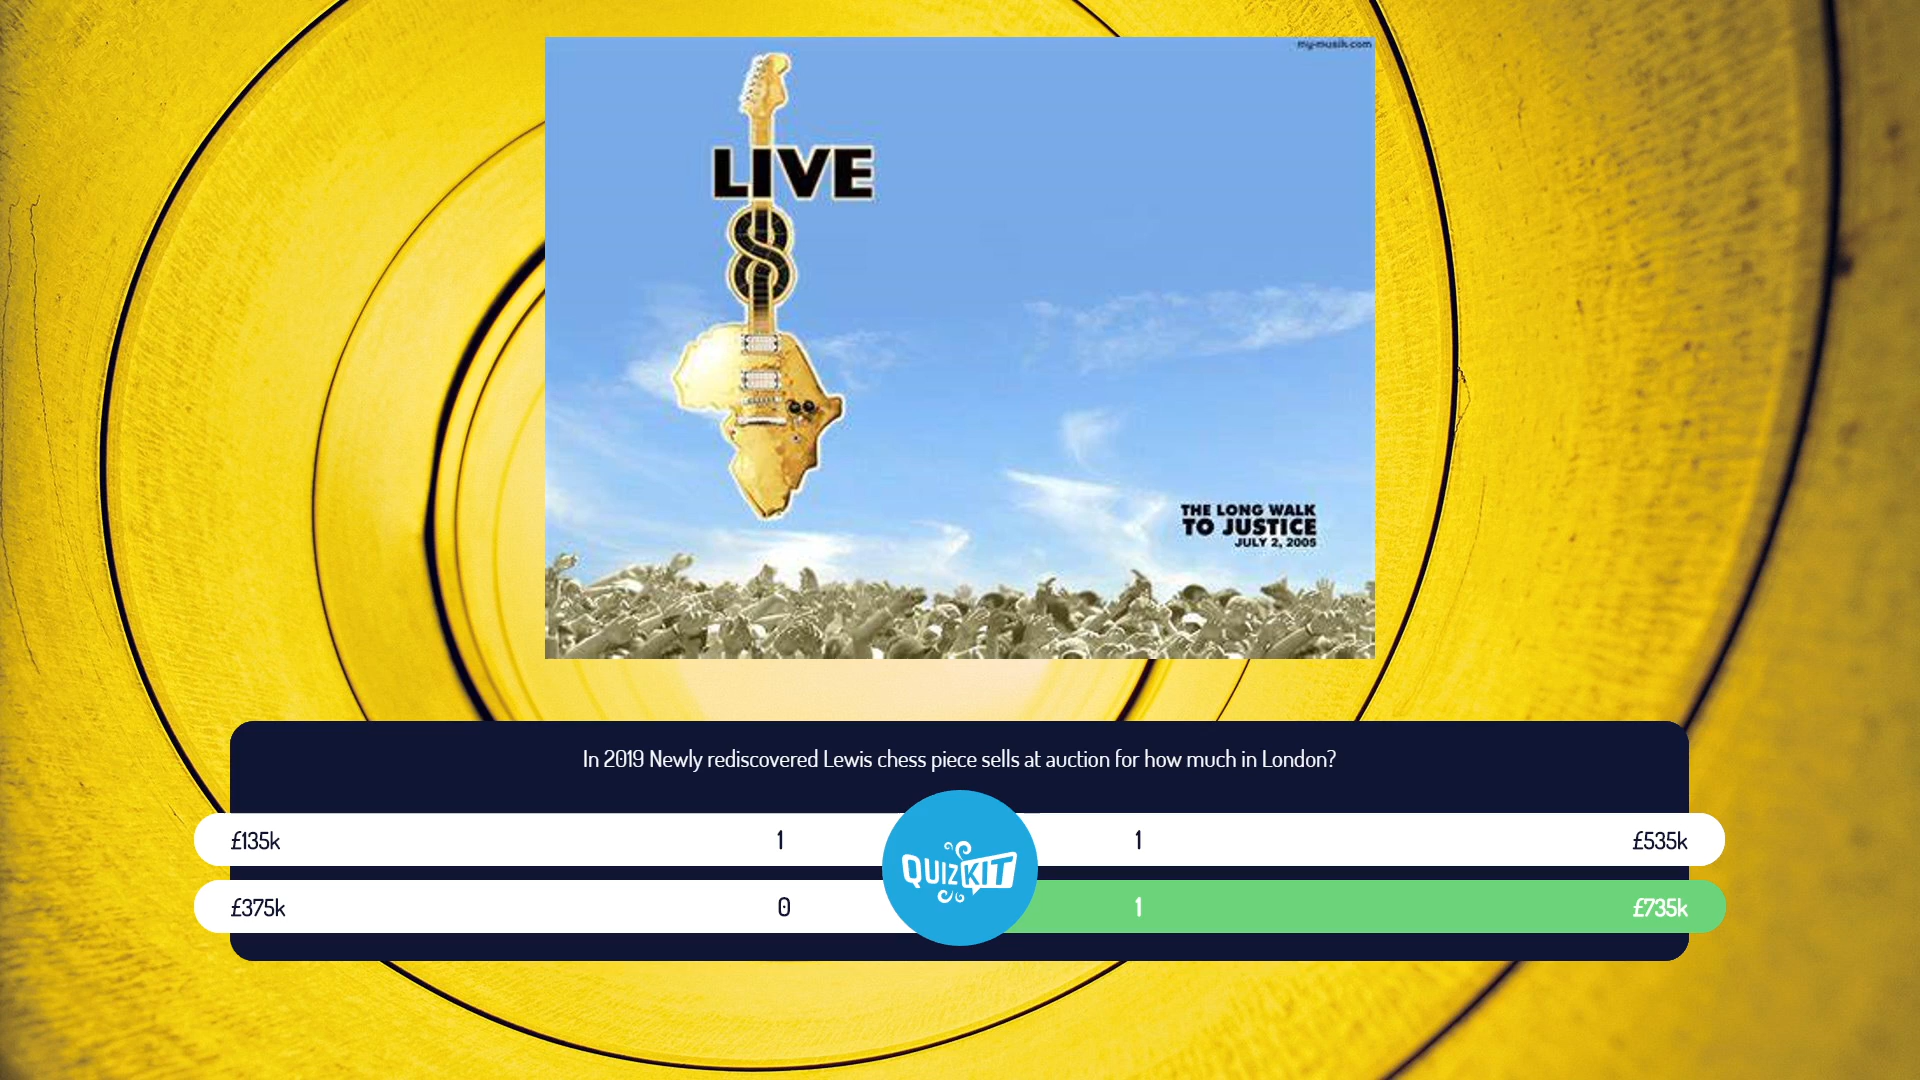 my-musik.com
LIVE
8
THE LONG WALK
TO JUSTICE
JULY 2, 2005
In 2019 Newly rediscovered Lewis chess piece sells at auction for how much in London?
£135k 1 1 £535k
QUIZKIT
£375k 0 1 £735k